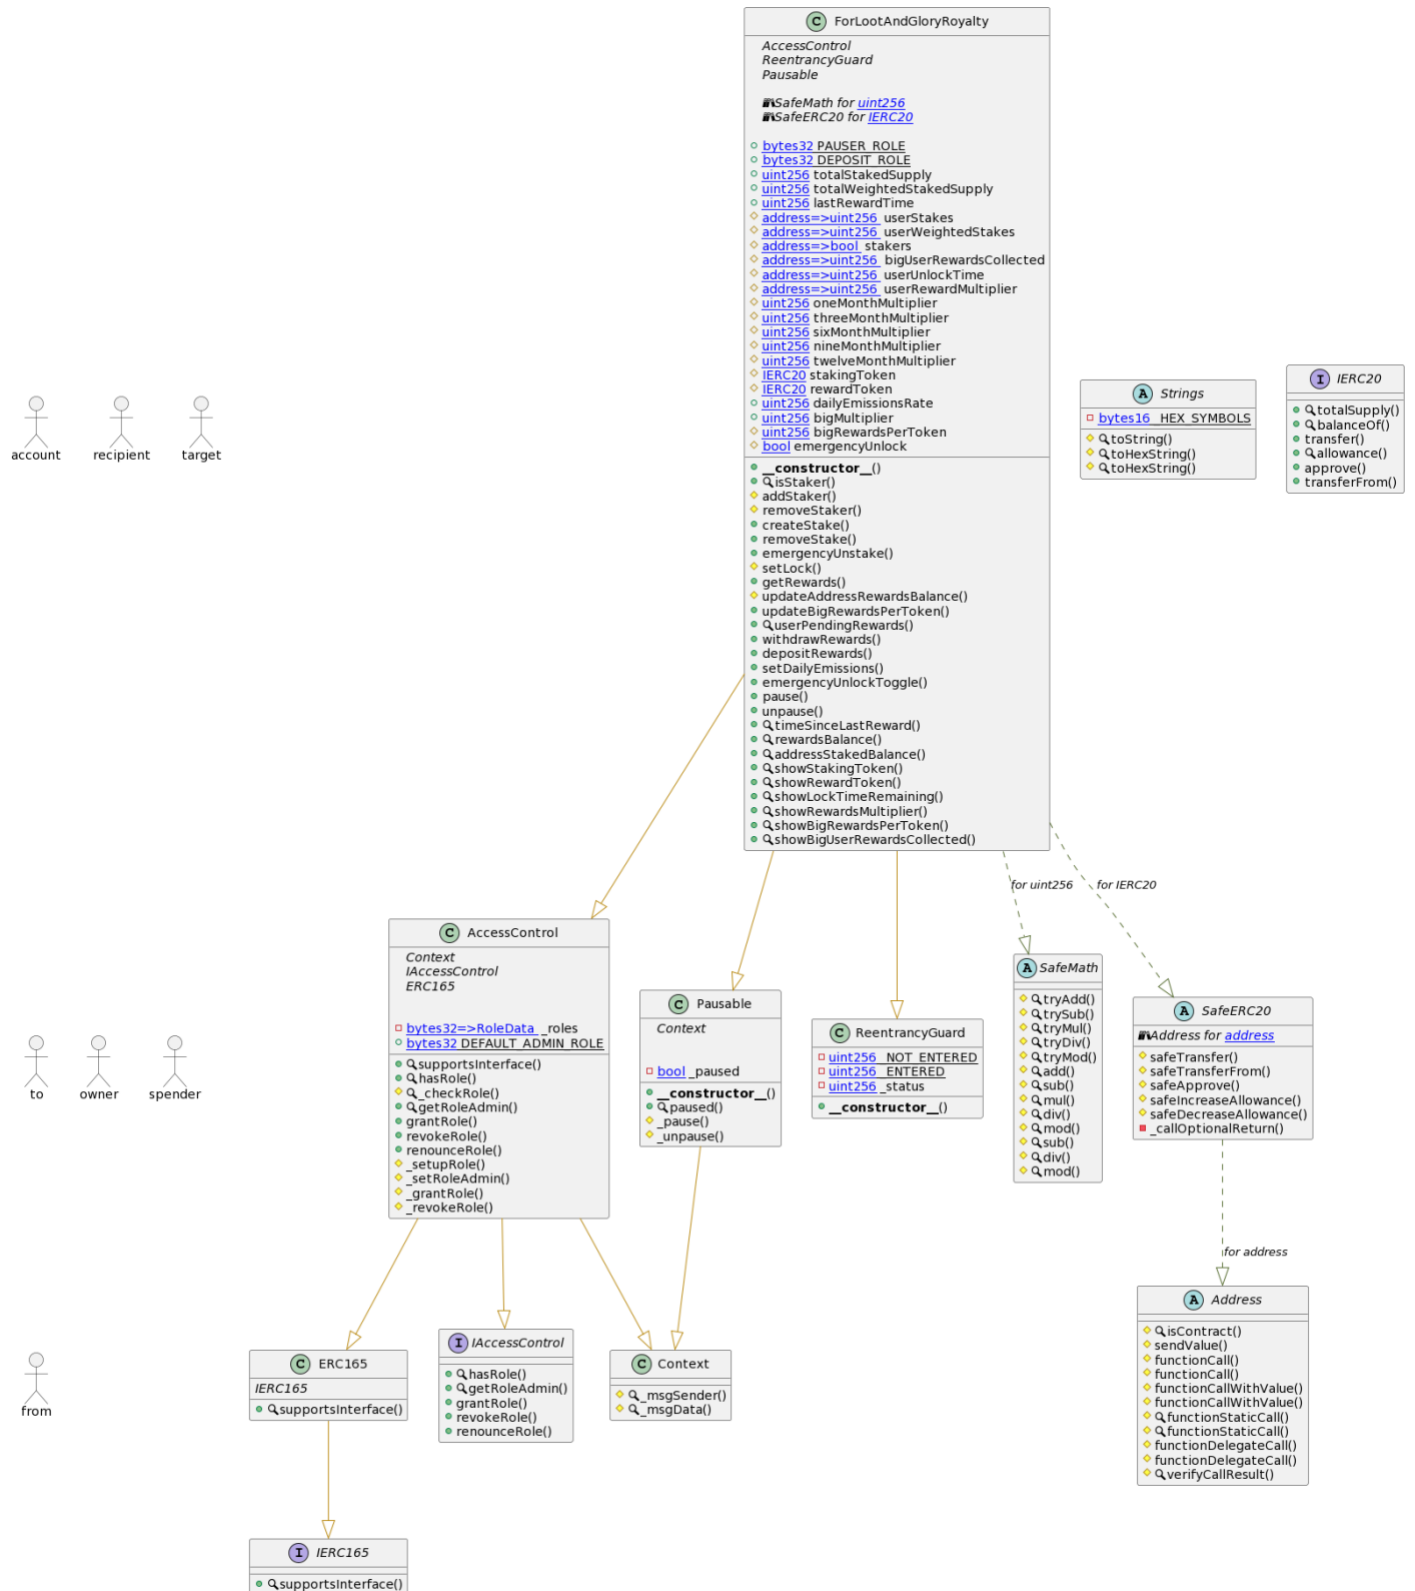 C ForLootAndGloryRoyalty
AccessControl
ReentrancyGuard
Pausable
SafeMath for uint256
SafeERC20 for IERC20
bytes32 PAUSER_ROLE
bytes32 DEPOSIT_ROLE
uint256 totalStakedSupply
uint256 totalWeightedStakedSupply
uint256 lastRewardTime
address=>uint256 userStakes
address=>uint256 userWeightedStakes
address=>bool stakers
address=>uint256 bigUserRewardsCollected
address=>uint256 userUnlockTime
address=>uint256 userRewardMultiplier
uint256 oneMonthMultiplier
uint256 threeMonthMultiplier
uint256 sixMonthMultiplier
uint256 nineMonthMultiplier
uint256 twelveMonthMultiplier
IERC20 stakingToken
IERC20 rewardToken
uint256 dailyEmissionsRate
uint256 bigMultiplier
uint256 bigRewardsPerToken
bool emergencyUnlock
__constructor__()
isStaker()
addStaker()
removeStaker()
createStake()
removeStake()
emergencyUnstake()
setLock()
getRewards()
updateAddressRewardsBalance()
updateBigRewardsPerToken()
userPendingRewards()
withdrawRewards()
depositRewards()
setDailyEmissions()
emergencyUnlockToggle()
pause()
unpause()
timeSinceLastReward()
rewardsBalance()
addressStakedBalance()
showStakingToken()
showRewardToken()
showLockTimeRemaining()
showRewardsMultiplier()
showBigRewardsPerToken()
showBigUserRewardsCollected()
account
recipient
target
A Strings
bytes16 _HEX_SYMBOLS
toString()
toHexString()
toHexString()
I IERC20
totalSupply()
balanceOf()
transfer()
allowance()
approve()
transferFrom()
for uint256
for IERC20
to
owner
spender
C AccessControl
Context
IAccessControl
ERC165
bytes32=>RoleData _roles
bytes32 DEFAULT_ADMIN_ROLE
supportsInterface()
hasRole()
_checkRole()
getRoleAdmin()
grantRole()
revokeRole()
renounceRole()
_setupRole()
_setRoleAdmin()
_grantRole()
_revokeRole()
C Pausable
Context
bool _paused
__constructor__()
paused()
_pause()
_unpause()
C ReentrancyGuard
uint256 _NOT_ENTERED
uint256 _ENTERED
uint256 _status
__constructor__()
A SafeMath
tryAdd()
trySub()
tryMul()
tryDiv()
tryMod()
add()
sub()
mul()
div()
mod()
sub()
div()
mod()
A SafeERC20
Address for address
safeTransfer()
safeTransferFrom()
safeApprove()
safeIncreaseAllowance()
safeDecreaseAllowance()
_callOptionalReturn()
for address
from
C ERC165
IERC165
supportsInterface()
I IAccessControl
hasRole()
getRoleAdmin()
grantRole()
revokeRole()
renounceRole()
C Context
_msgSender()
_msgData()
A Address
isContract()
sendValue()
functionCall()
functionCall()
functionCallWithValue()
functionCallWithValue()
functionStaticCall()
functionStaticCall()
functionDelegateCall()
functionDelegateCall()
verifyCallResult()
I IERC165
supportsInterface()